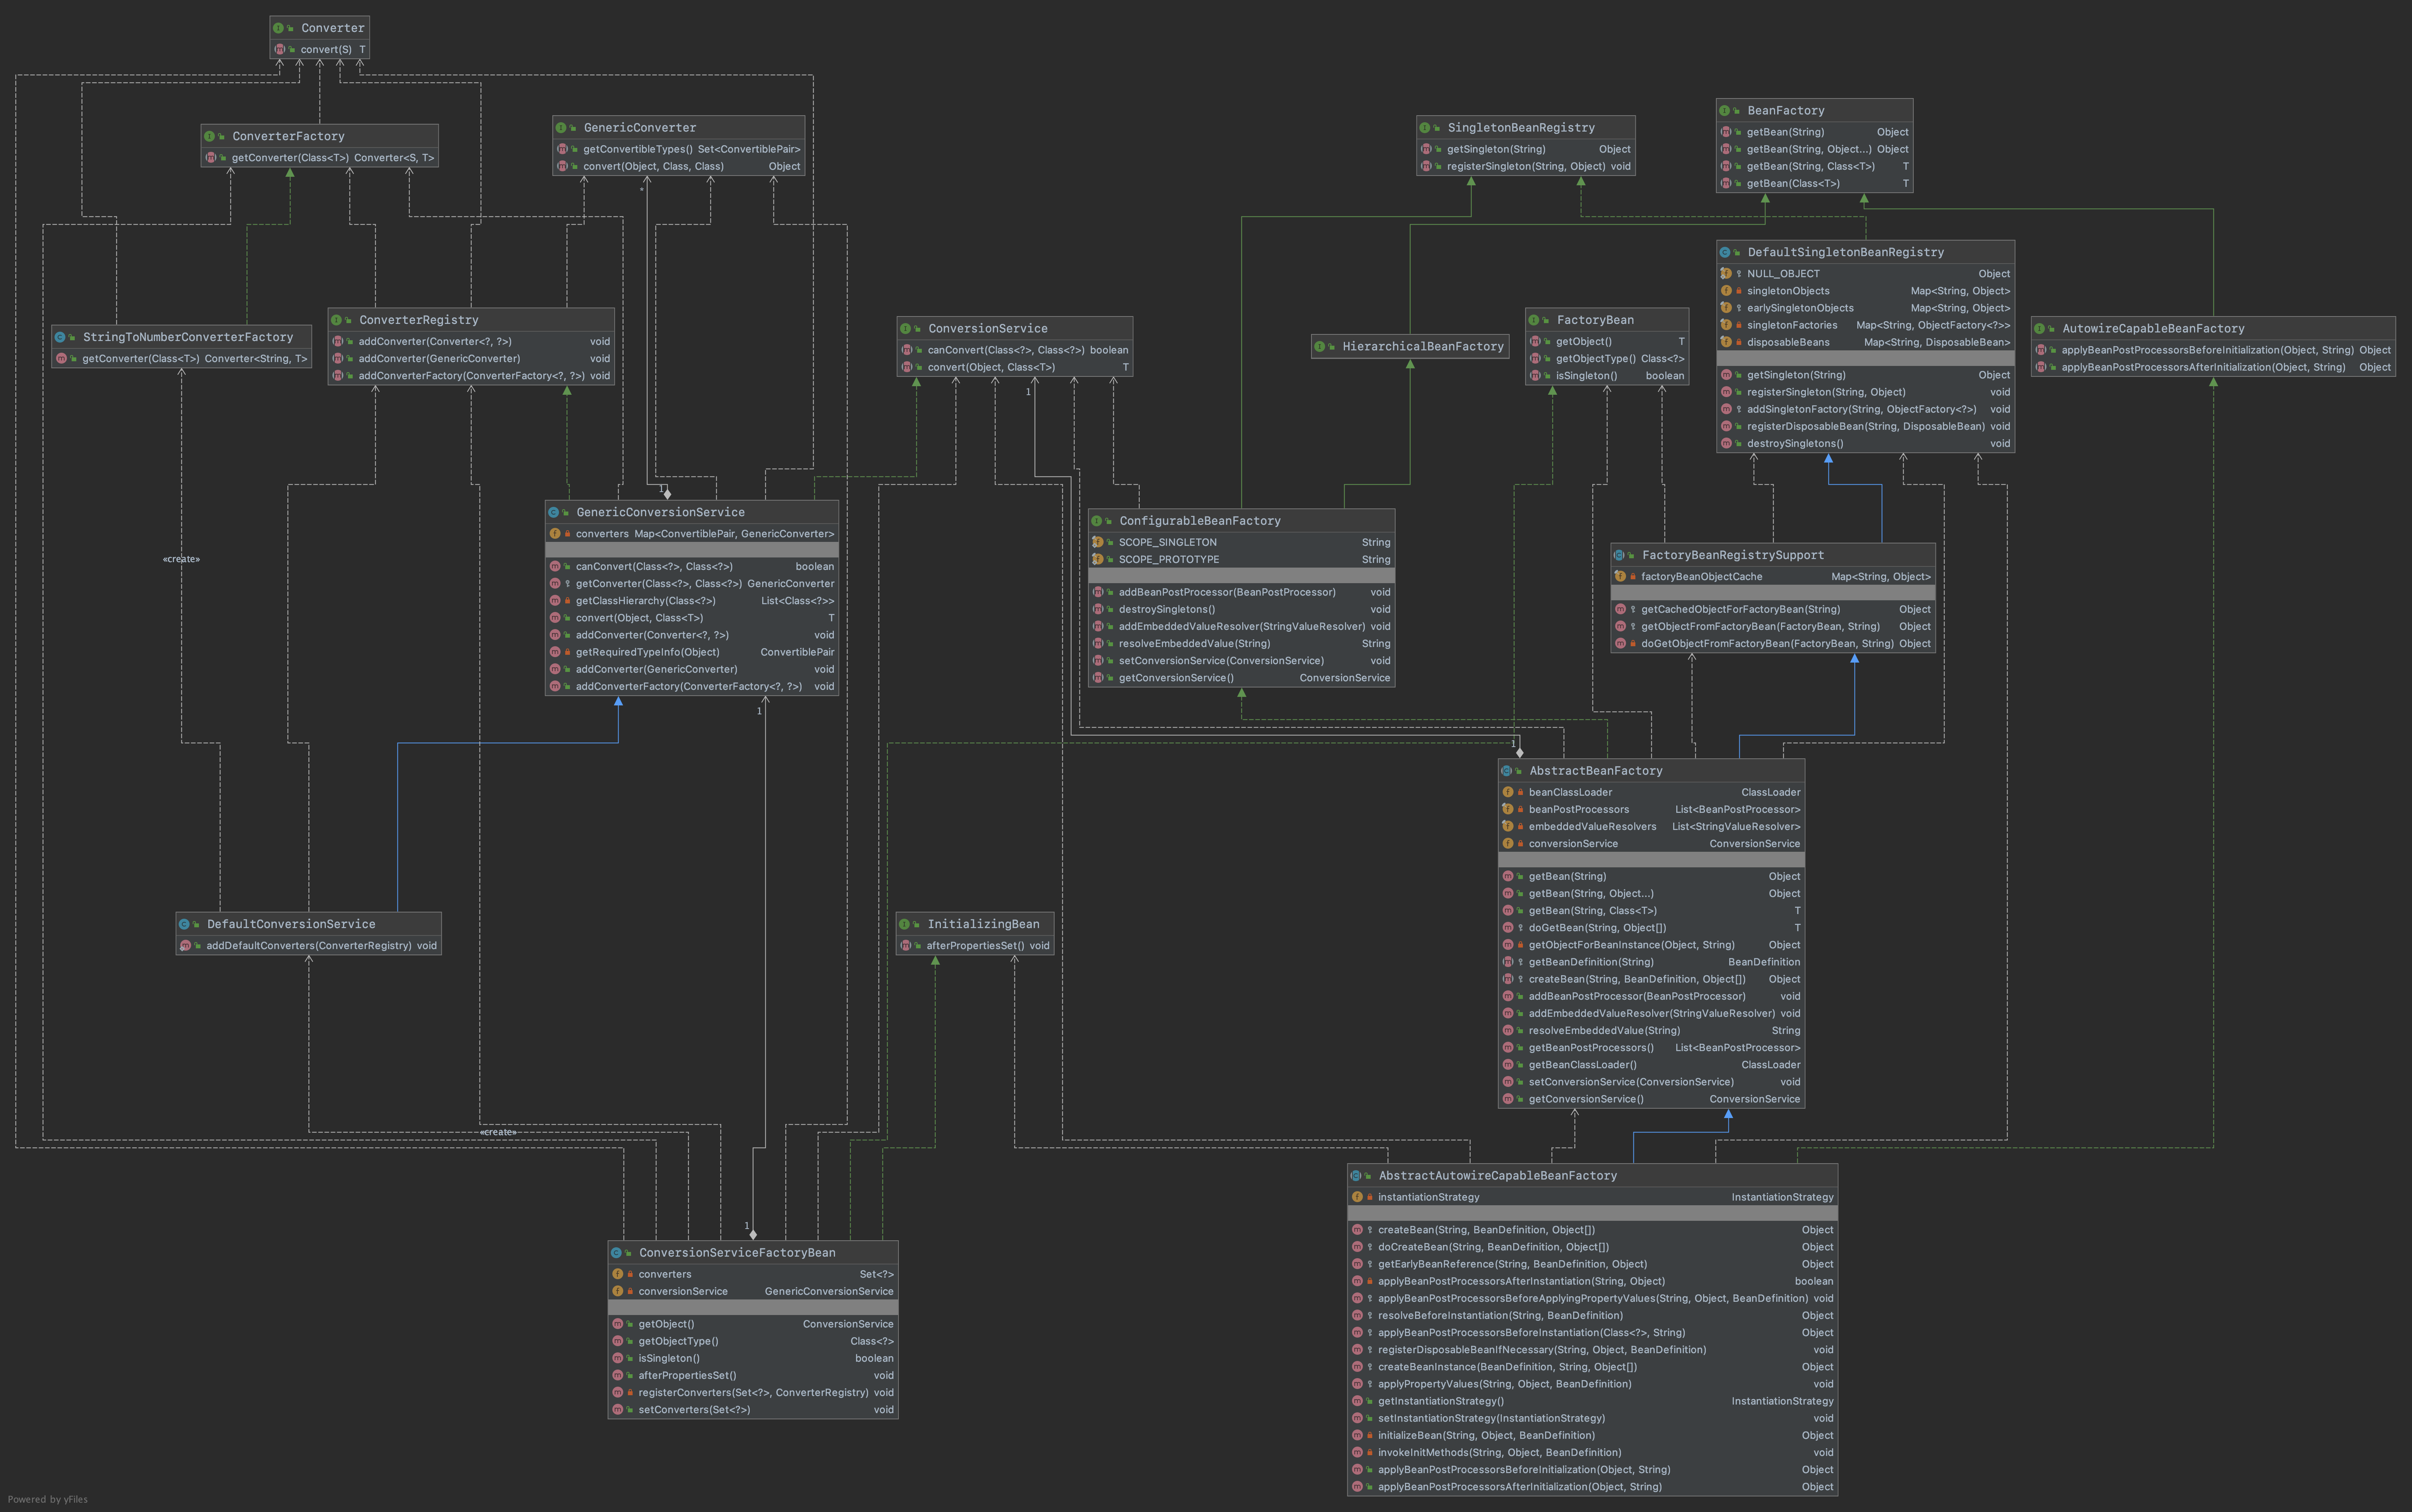 Converter
convert(S) T
ConverterFactory
getConverter(Class<T>) Converter<S, T>
GenericConverter
getConvertibleTypes() Set<ConvertiblePair>
convert(Object, Class, Class) Object
*
SingletonBeanRegistry
getSingleton(String) Object
registerSingleton(String, Object) void
BeanFactory
getBean(String) Object
getBean(String, Object...) Object
getBean(String, Class<T>) T
getBean(Class<T>) T
DefaultSingletonBeanRegistry
NULL_OBJECT Object
singletonObjects Map<String, Object>
earlySingletonObjects Map<String, Object>
singletonFactories Map<String, ObjectFactory<?>>
disposableBeans Map<String, DisposableBean>
getSingleton(String) Object
registerSingleton(String, Object) void
addSingletonFactory(String, ObjectFactory<?>) void
registerDisposableBean(String, DisposableBean) void
destroySingletons() void
StringToNumberConverterFactory
getConverter(Class<T>) Converter<String, T>
ConverterRegistry
addConverter(Converter<?, ?>) void
addConverter(GenericConverter) void
addConverterFactory(ConverterFactory<?, ?>) void
ConversionService
canConvert(Class<?>, Class<?>) boolean
convert(Object, Class<T>) T
1
HierarchicalBeanFactory
FactoryBean
getObject() T
getObjectType() Class<?>
isSingleton() boolean
AutowireCapableBeanFactory
applyBeanPostProcessorsBeforeInitialization(Object, String) Object
applyBeanPostProcessorsAfterInitialization(Object, String) Object
1
GenericConversionService
converters Map<ConvertiblePair, GenericConverter>
canConvert(Class<?>, Class<?>) boolean
getConverter(Class<?>, Class<?>) GenericConverter
getClassHierarchy(Class<?>) List<Class<?>>
convert(Object, Class<T>) T
addConverter(Converter<?, ?>) void
getRequiredTypeInfo(Object) ConvertiblePair
addConverter(GenericConverter) void
addConverterFactory(ConverterFactory<?, ?>) void
1
ConfigurableBeanFactory
SCOPE_SINGLETON String
SCOPE_PROTOTYPE String
addBeanPostProcessor(BeanPostProcessor) void
destroySingletons() void
addEmbeddedValueResolver(StringValueResolver) void
resolveEmbeddedValue(String) String
setConversionService(ConversionService) void
getConversionService() ConversionService
FactoryBeanRegistrySupport
factoryBeanObjectCache Map<String, Object>
getCachedObjectForFactoryBean(String) Object
getObjectFromFactoryBean(FactoryBean, String) Object
doGetObjectFromFactoryBean(FactoryBean, String) Object
«create»
1
AbstractBeanFactory
beanClassLoader ClassLoader
beanPostProcessors List<BeanPostProcessor>
embeddedValueResolvers List<StringValueResolver>
conversionService ConversionService
getBean(String) Object
getBean(String, Object...) Object
getBean(String, Class<T>) T
doGetBean(String, Object[]) T
getObjectForBeanInstance(Object, String) Object
getBeanDefinition(String) BeanDefinition
createBean(String, BeanDefinition, Object[]) Object
addBeanPostProcessor(BeanPostProcessor) void
addEmbeddedValueResolver(StringValueResolver) void
resolveEmbeddedValue(String) String
getBeanPostProcessors() List<BeanPostProcessor>
getBeanClassLoader() ClassLoader
setConversionService(ConversionService) void
getConversionService() ConversionService
DefaultConversionService
addDefaultConverters(ConverterRegistry) void
InitializingBean
afterPropertiesSet() void
«create»
1
ConversionServiceFactoryBean
converters Set<?>
conversionService GenericConversionService
getObject() ConversionService
getObjectType() Class<?>
isSingleton() boolean
afterPropertiesSet() void
registerConverters(Set<?>, ConverterRegistry) void
setConverters(Set<?>) void
AbstractAutowireCapableBeanFactory
instantiationStrategy InstantiationStrategy
createBean(String, BeanDefinition, Object[]) Object
doCreateBean(String, BeanDefinition, Object[]) Object
getEarlyBeanReference(String, BeanDefinition, Object) Object
applyBeanPostProcessorsAfterInstantiation(String, Object) boolean
applyBeanPostProcessorsBeforeApplyingPropertyValues(String, Object, BeanDefinition) void
resolveBeforeInstantiation(String, BeanDefinition) Object
applyBeanPostProcessorsBeforeInstantiation(Class<?>, String) Object
registerDisposableBeanIfNecessary(String, Object, BeanDefinition) void
createBeanInstance(BeanDefinition, String, Object[]) Object
applyPropertyValues(String, Object, BeanDefinition) void
getInstantiationStrategy() InstantiationStrategy
setInstantiationStrategy(InstantiationStrategy) void
initializeBean(String, Object, BeanDefinition) Object
invokeInitMethods(String, Object, BeanDefinition) void
applyBeanPostProcessorsBeforeInitialization(Object, String) Object
applyBeanPostProcessorsAfterInitialization(Object, String) Object
Powered by yFiles